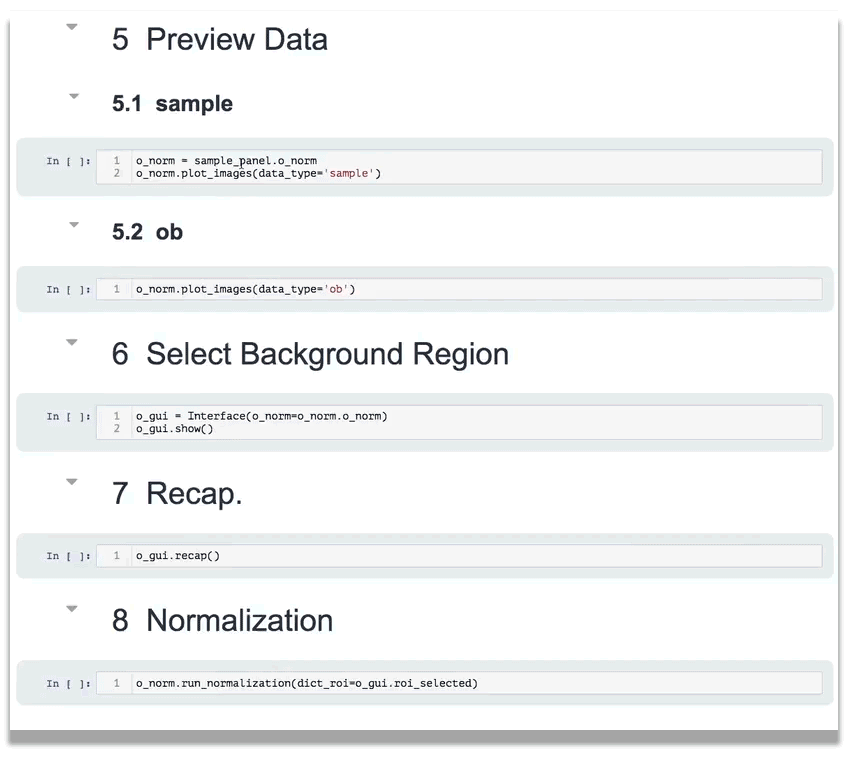 5 Preview Data
5.1 sample
In [ ]:
1 o_norm = sample_panel.o_norm
2 o_norm.plot_images(data_type='sample')
5.2 ob
In [ ]:
1 o_norm.plot_images(data_type='ob')
6 Select Background Region
In [ ]:
1 o_gui = Interface(o_norm=o_norm.o_norm)
2 o_gui.show()
7 Recap.
In [ ]:
1 o_gui.recap()
8 Normalization
In [ ]:
1 o_norm.run_normalization(dict_roi=o_gui.roi_selected)